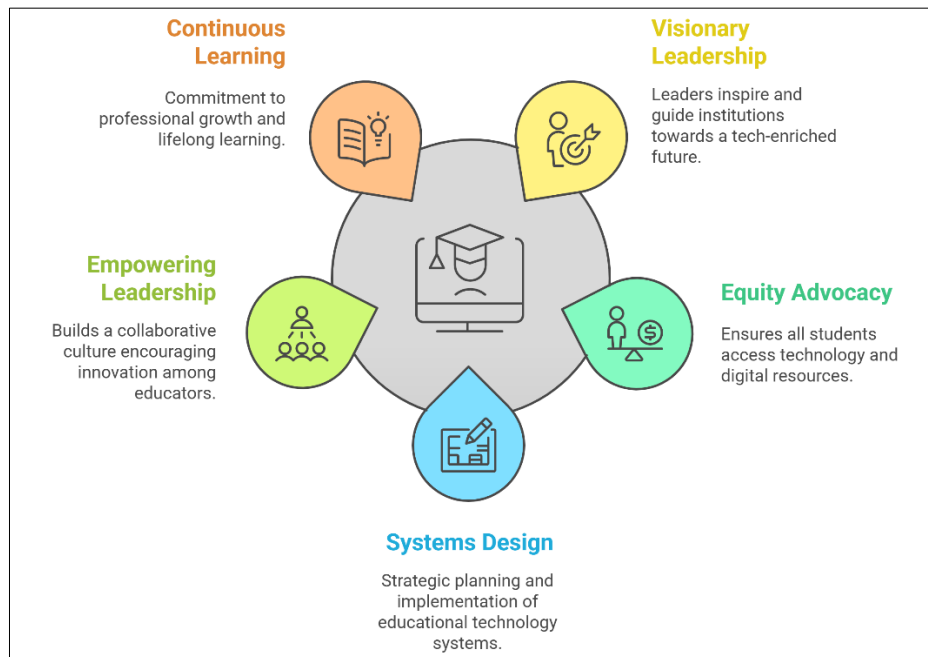 Continuous
Learning
Commitment to
professional growth and
lifelong learning.
Visionary
Leadership
Leaders inspire and
guide institutions
towards a tech-enriched
future.
Empowering
Leadership
Builds a collaborative
culture encouraging
innovation among
educators.
Equity Advocacy
Ensures all students
access technology and
digital resources.
Systems Design
Strategic planning and
implementation of
educational technology
systems.